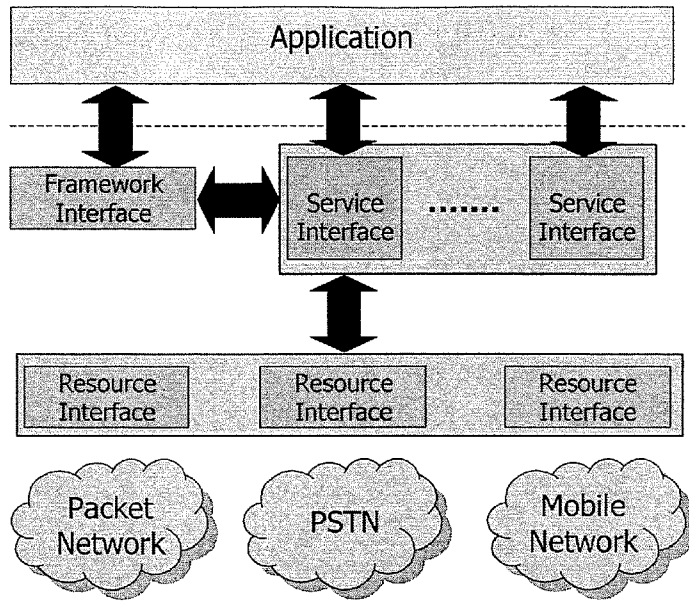 Application
Framework
Interface
Service
Interface
........
Service
Interface
Resource
Interface
Resource
Interface
Resource
Interface
Packet
Network
PSTN
Mobile
Network